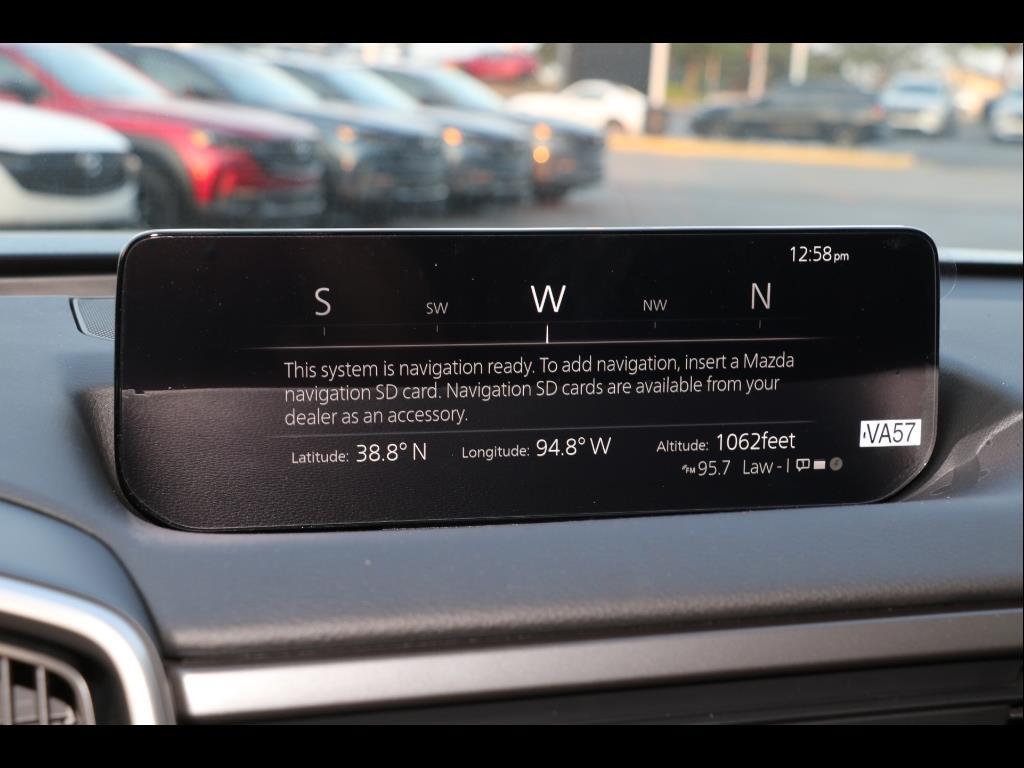 12:58pm
S SW W NW N
This system is navigation ready. To add navigation, insert a Mazda
navigation SD card. Navigation SD cards are available from your
dealer as an accessory.
Latitude: 38.8° N Longitude: 94.8° W Altitude: 1062feet
VA57
FM 95.7 Law - I